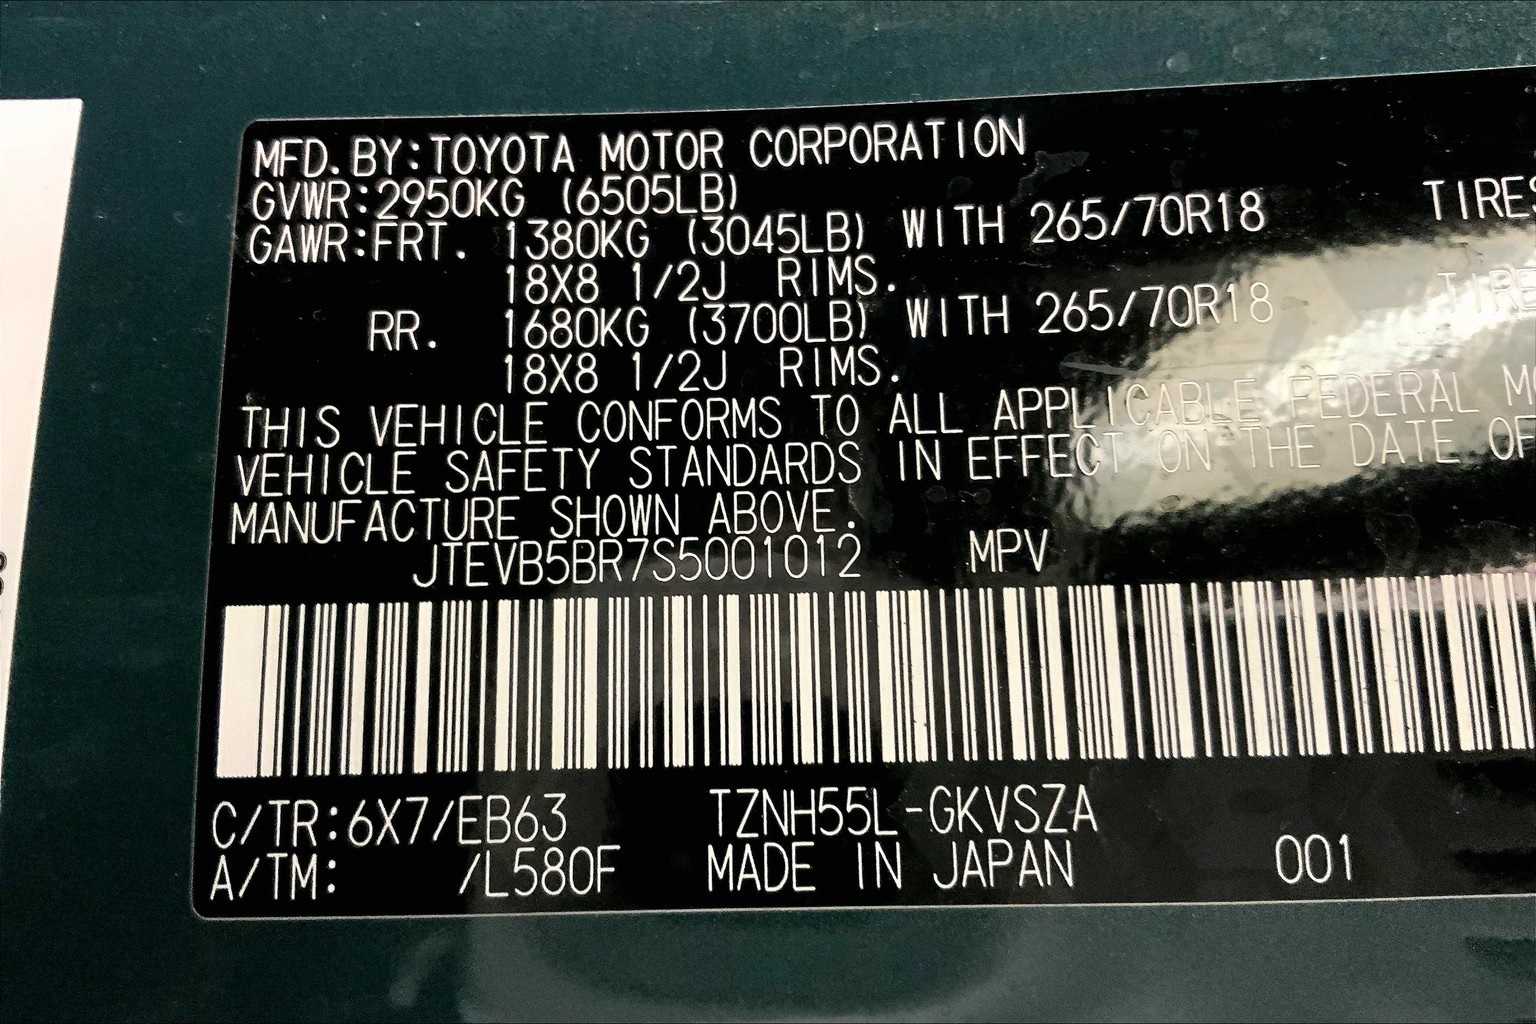 MFD.BY:TOYOTA MOTOR CORPORATION
GVWR:2950KG (6505LB)
GAWR:FRT. 1380KG (3045LB) WITH 265/70R18 TIRES
18X8 1/2J RIMS.
RR. 1680KG (3700LB) WITH 265/70R18 TIRE
18X8 1/2J RIMS.
THIS VEHICLE CONFORMS TO ALL APPLICABLE FEDERAL MO
VEHICLE SAFETY STANDARDS IN EFFECT ON THE DATE OF
MANUFACTURE SHOWN ABOVE.
JTEVB5BR7S5001012 MPV
C/TR:6X7/EB63 TZNH55L-GKVSZA
A/TM: /L580F MADE IN JAPAN 001